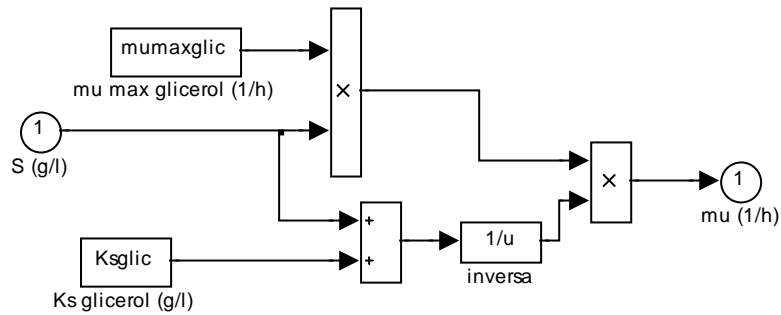 mumaxglic
mu max glicerol (1/h)
×
1
S (g/l)
×
1
mu (1/h)
+
+
1/u
inversa
Ksglic
Ks glicerol (g/l)